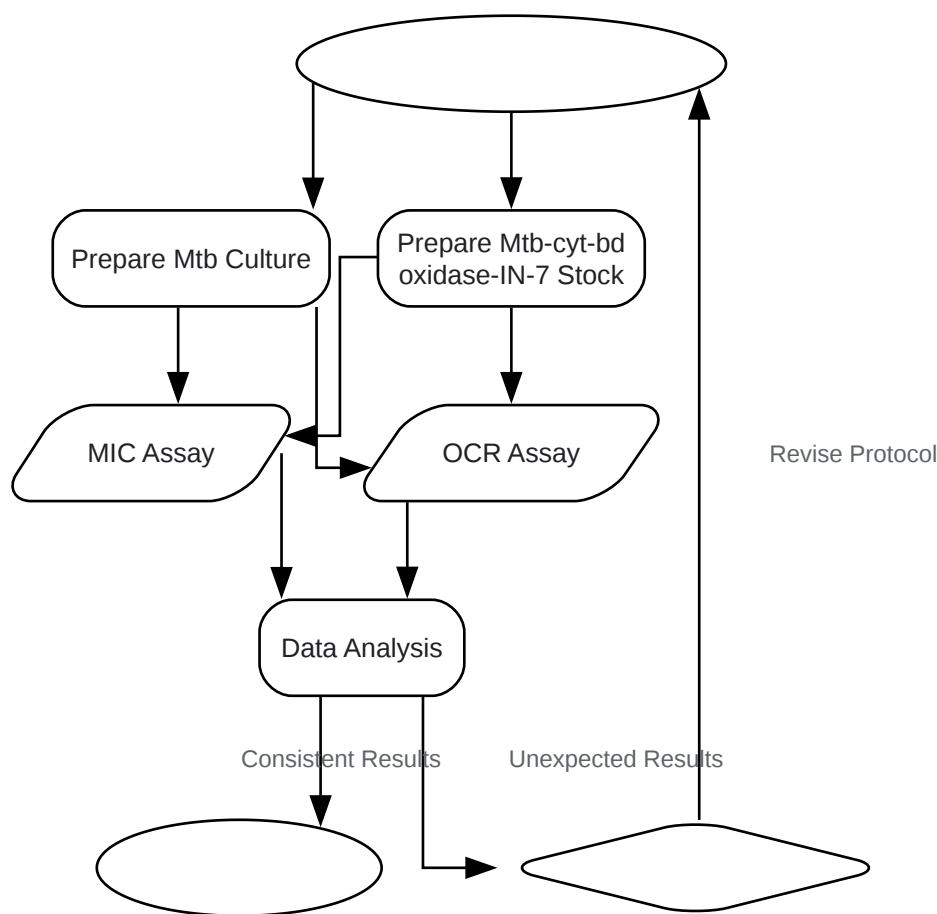 Prepare Mtb Culture
Prepare Mtb-cyt-bd
oxidase-IN-7 Stock
MIC Assay
OCR Assay
Revise Protocol
Data Analysis
Consistent Results
Unexpected Results